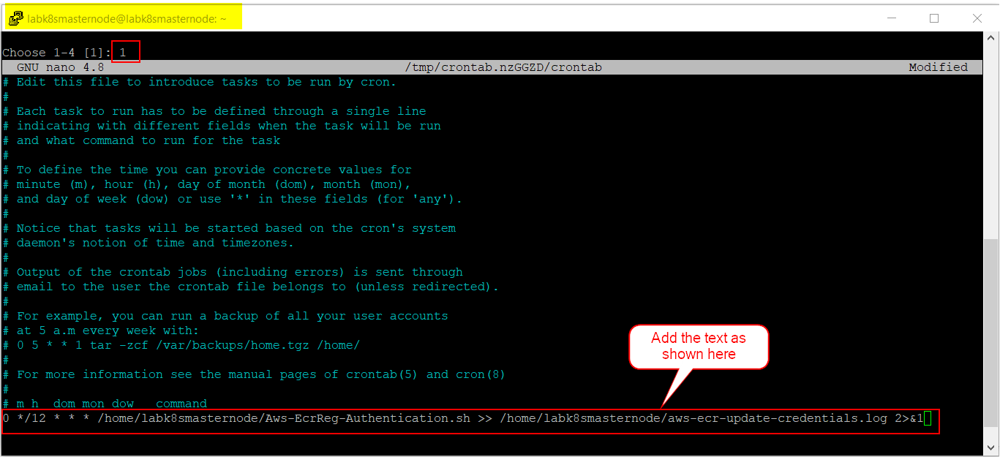 labk8smasternode@labk8smasternode: ~
Choose 1-4 [1]: 1
GNU nano 4.8 /tmp/crontab.nzGGZD/crontab Modified
# Edit this file to introduce tasks to be run by cron.
#
# Each task to run has to be defined through a single line
# indicating with different fields when the task will be run
# and what command to run for the task
#
# To define the time you can provide concrete values for
# minute (m), hour (h), day of month (dom), month (mon),
# and day of week (dow) or use '*' in these fields (for 'any').
#
# Notice that tasks will be started based on the cron's system
# daemon's notion of time and timezones.
#
# Output of the crontab jobs (including errors) is sent through
# email to the user the crontab file belongs to (unless redirected).
#
# For example, you can run a backup of all your user accounts
# at 5 a.m every week with:
# 0 5 * * 1 tar -zcf /var/backups/home.tgz /home/
#
# For more information see the manual pages of crontab(5) and cron(8)
#
# m h  dom mon dow   command
0 */12 * * * /home/labk8smasternode/Aws-EcrReg-Authentication.sh >> /home/labk8smasternode/aws-ecr-update-credentials.log 2>&1
Add the text as
shown here